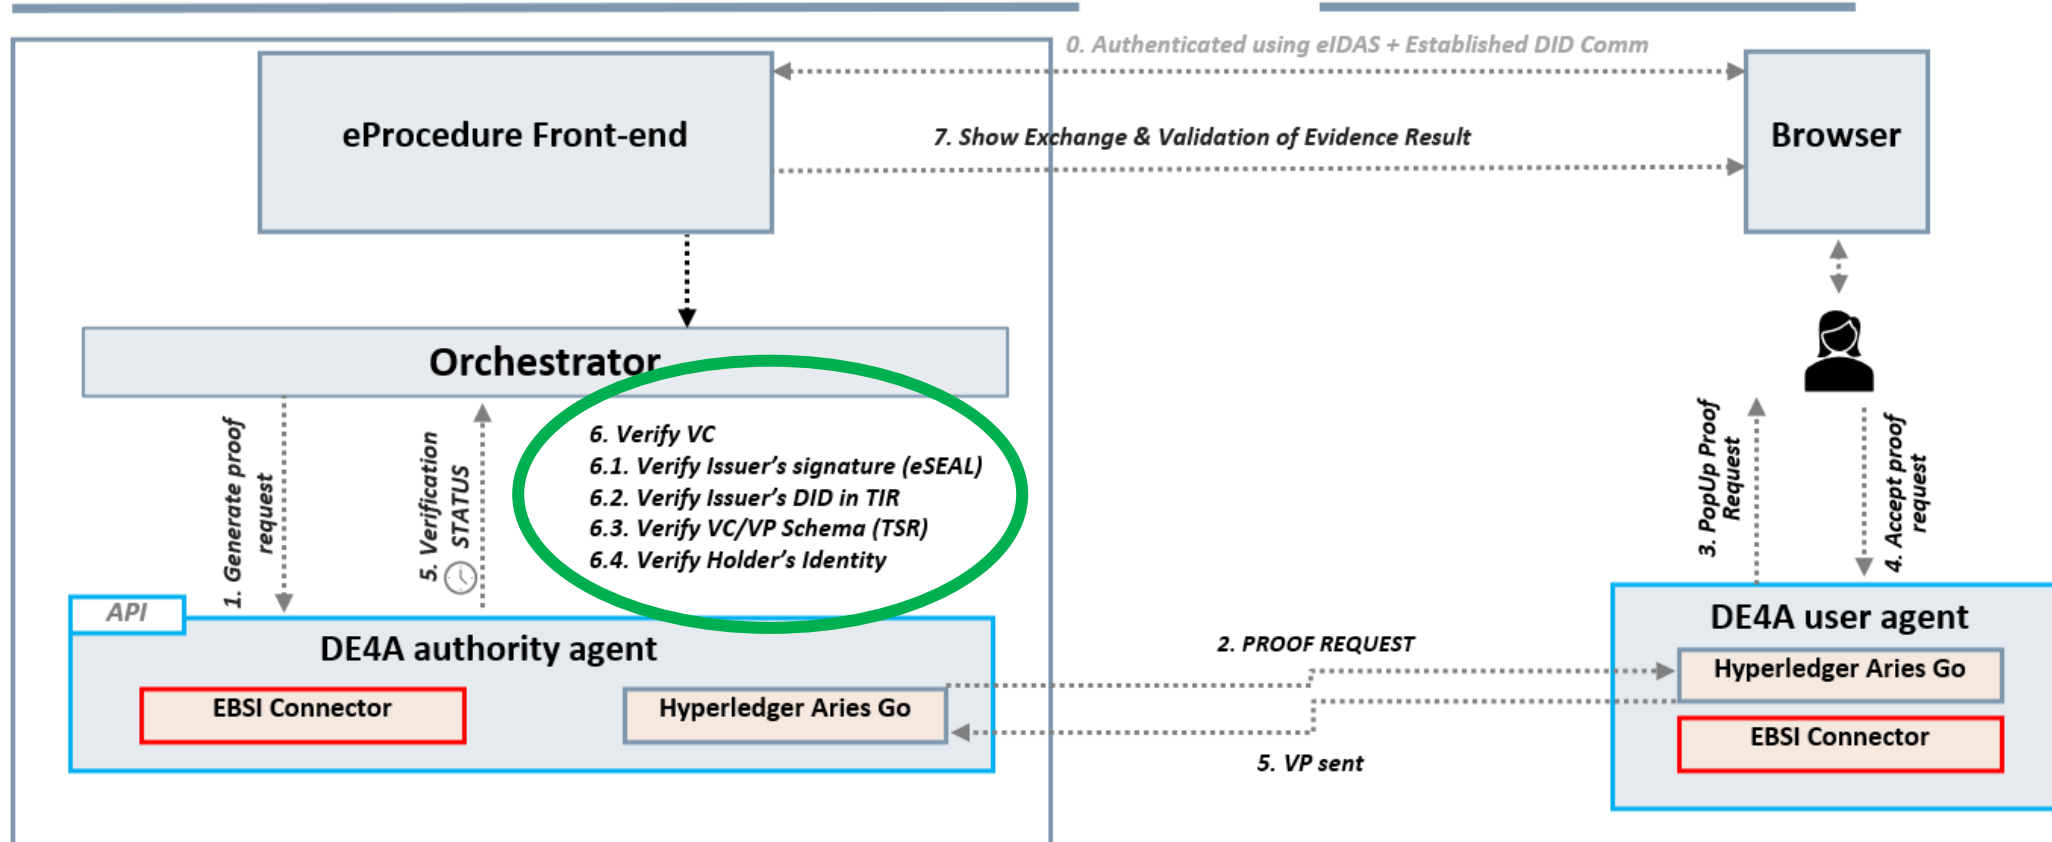 0. Authenticated using eIDAS + Established DID Comm
eProcedure Front-end
Browser
7. Show Exchange & Validation of Evidence Result
Orchestrator
1. Generate proof
request
5. Verification
STATUS
6. Verify VC
6.1. Verify Issuer's signature (eSEAL)
6.2. Verify Issuer's DID in TIR
6.3. Verify VC/VP Schema (TSR)
6.4. Verify Holder's Identity
3. PopUp Proof
Request
4. Accept proof
request
API
DE4A authority agent
EBSI Connector
Hyperledger Aries Go
2. PROOF REQUEST
5. VP sent
DE4A user agent
Hyperledger Aries Go
EBSI Connector